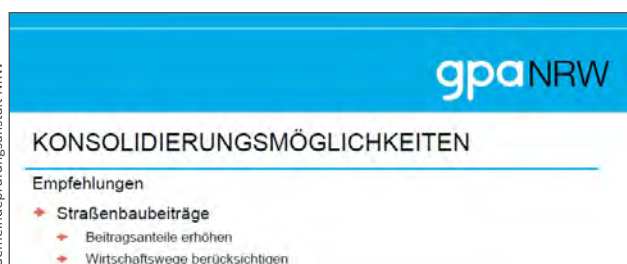 gpaNRW
KONSOLIDIERUNGSMÖGLICHKEITEN
Empfehlungen
Straßenbaubeiträge
Beitragsanteile erhöhen
Wirtschaftswege berücksichtigen